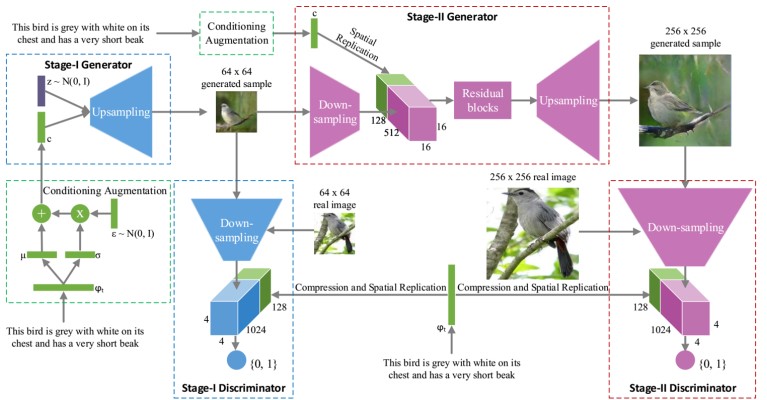 This bird is grey with white on its
chest and has a very short beak
Conditioning
Augmentation
c
Stage-II Generator
Spatial
Replication
256 x 256
generated sample
Stage-I Generator
z ~ N(0, I)
c
Upsampling
64 x 64
generated sample
Down-
sampling
128
512
16
16
Residual
blocks
Upsampling
Conditioning Augmentation
+
x
ε ~ N(0, I)
μ
σ
φt
This bird is grey with white on its
chest and has a very short beak
Down-
sampling
64 x 64
real image
256 x 256 real image
Down-sampling
Compression and Spatial Replication
Compression and Spatial Replication
128
1024
4
4
{0, 1}
Stage-I Discriminator
φt
This bird is grey with white on its
chest and has a very short beak
128
1024
4
4
{0, 1}
Stage-II Discriminator